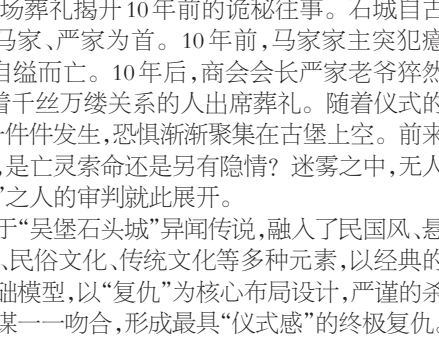 场葬礼揭开10年前的诡秘往事。石城自古
马家、严家为首。10年前,马家家主突犯癔
自缢而亡。10年后,商会会长严家老爷猝然
着千丝万缕关系的人出席葬礼。随着仪式的
件件发生,恐惧渐渐聚集在古堡上空。前来
,是亡灵索命还是另有隐情？迷雾之中,无人
”之人的审判就此展开。
于“吴堡石头城”异闻传说,融入了民国风、悬
、民俗文化、传统文化等多种元素,以经典的
础模型,以“复仇”为核心布局设计,严谨的杀
谋一一吻合,形成最具“仪式感”的终极复仇。